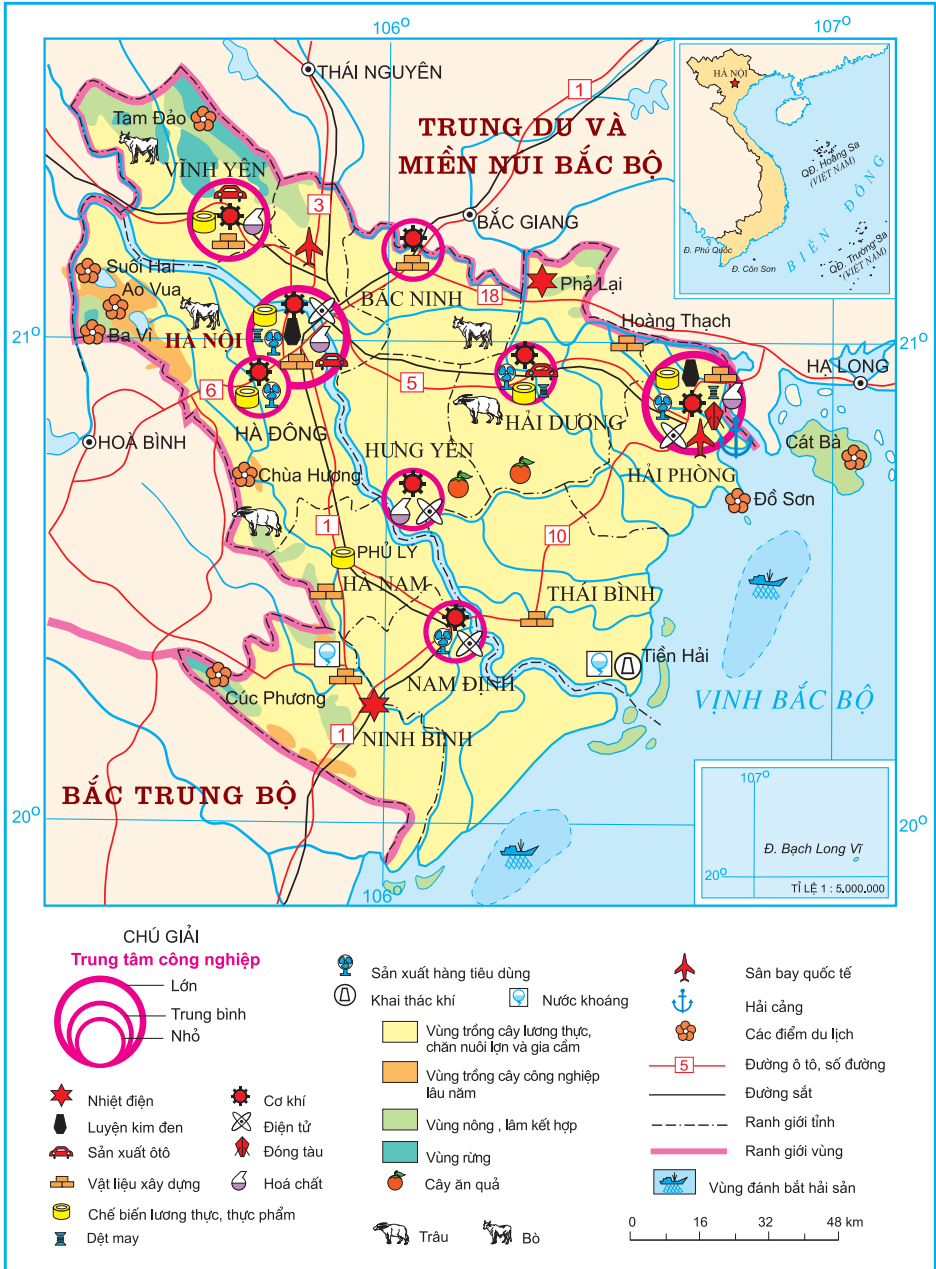 106°
107°
THÁI NGUYÊN
1
TRUNG DU VÀ
MIỀN NÚI BẮC BỘ
Tam Đảo
VĨNH YÊN
3
BẮC GIANG
HÀ NỘI
QĐ. Hoàng Sa
(VIỆT NAM)
BIỂN ĐÔNG
Đ. Phú Quốc
Đ. Côn Sơn
QĐ. Trường Sa
(VIỆT NAM)
Suối Hai
Ao Vua
Ba Vì
BẮC NINH
18
Phả Lại
Hoàng Thạch
21°
HÀ NỘI
21°
HẠ LONG
6
5
HOÀ BÌNH
HÀ ĐÔNG
HẢI DƯƠNG
HƯNG YÊN
HẢI PHÒNG
Cát Bà
Chùa Hương
Đồ Sơn
1
10
PHỦ LÝ
HÀ NAM
THÁI BÌNH
Tiền Hải
Cúc Phương
NAM ĐỊNH
VỊNH BẮC BỘ
1
NINH BÌNH
BẮC TRUNG BỘ
107°
20°
20°
Đ. Bạch Long Vĩ
20°
TỈ LỆ 1 : 5.000.000
106°
CHÚ GIẢI
Trung tâm công nghiệp
Lớn
Trung bình
Nhỏ
Nhiệt điện
Cơ khí
Luyện kim đen
Điện tử
Sản xuất ôtô
Đóng tàu
Vật liệu xây dựng
Hoá chất
Chế biến lương thực, thực phẩm
Dệt may
Sản xuất hàng tiêu dùng
Khai thác khí
Nước khoáng
Vùng trồng cây lương thực,
chăn nuôi lợn và gia cầm
Vùng trồng cây công nghiệp
lâu năm
Vùng nông , lâm kết hợp
Vùng rừng
Cây ăn quả
Trâu
Bò
Sân bay quốc tế
Hải cảng
Các điểm du lịch
5
Đường ô tô, số đường
Đường sắt
Ranh giới tỉnh
Ranh giới vùng
Vùng đánh bắt hải sản
0 16 32 48 km